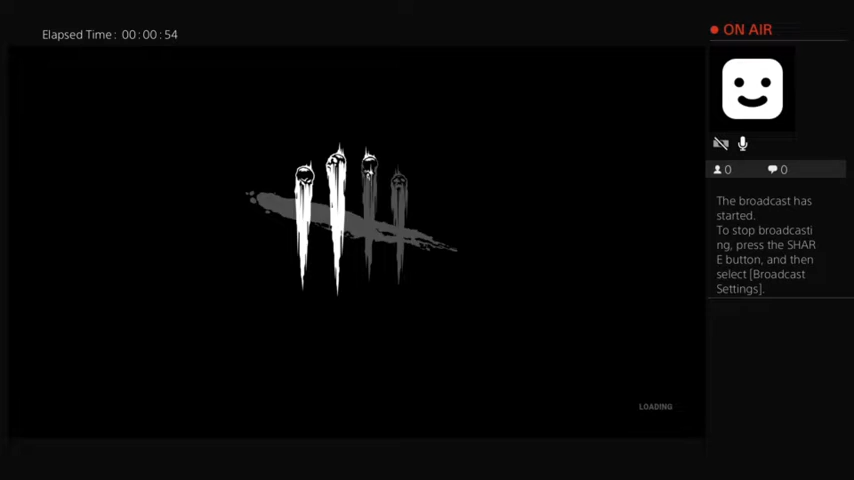 Elapsed Time: 00:00:54
ON AIR
0 0
The broadcast has
started.
To stop broadcasti
ng, press the SHAR
E button, and then
select [Broadcast
Settings].
LOADING